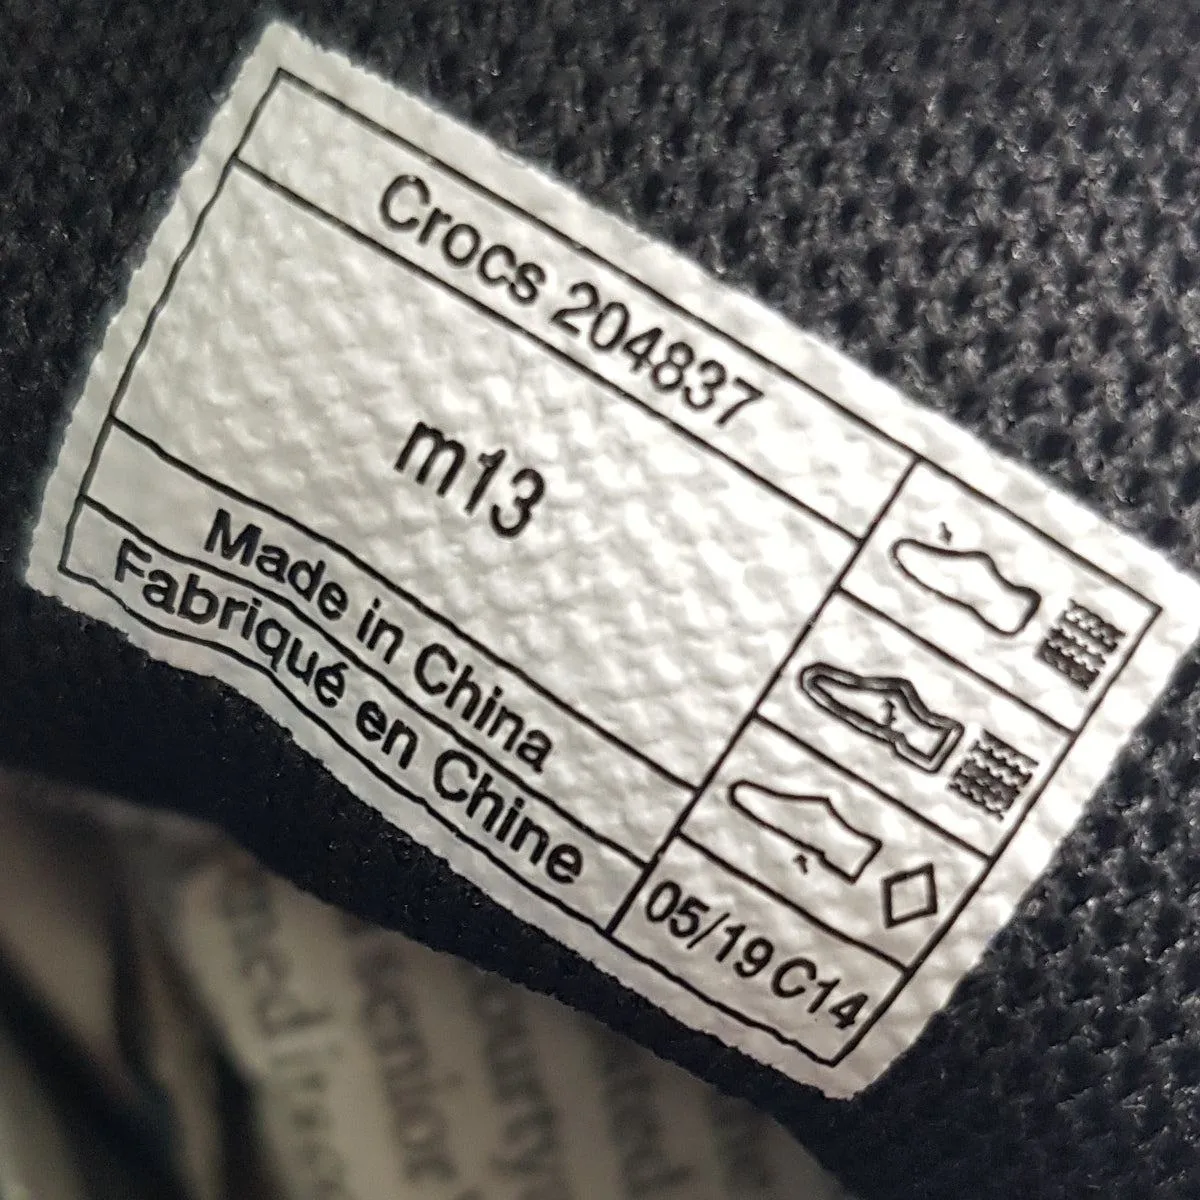 Crocs 204837
m13
Made in China
Fabriqué en Chine
05/19 C14